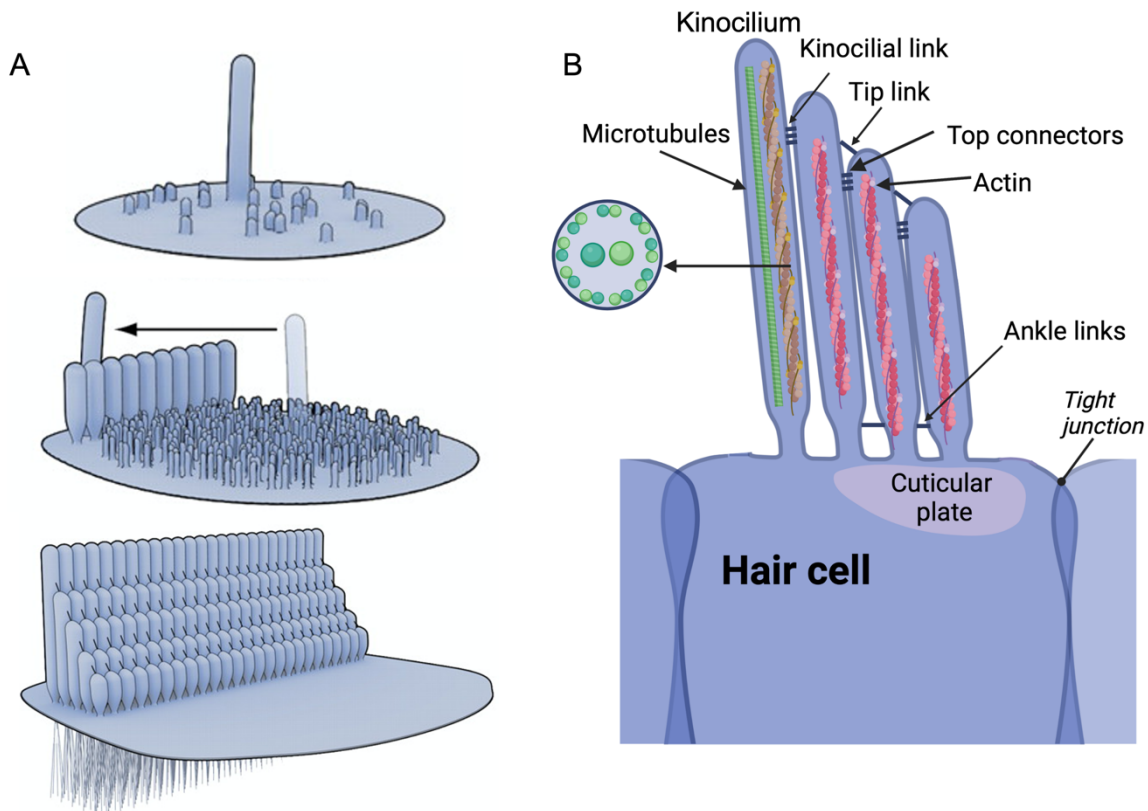 A
B
Kinocilium
Kinocilial link
Tip link
Microtubules
Top connectors
Actin
Ankle links
Tight
junction
Cuticular
plate
Hair cell